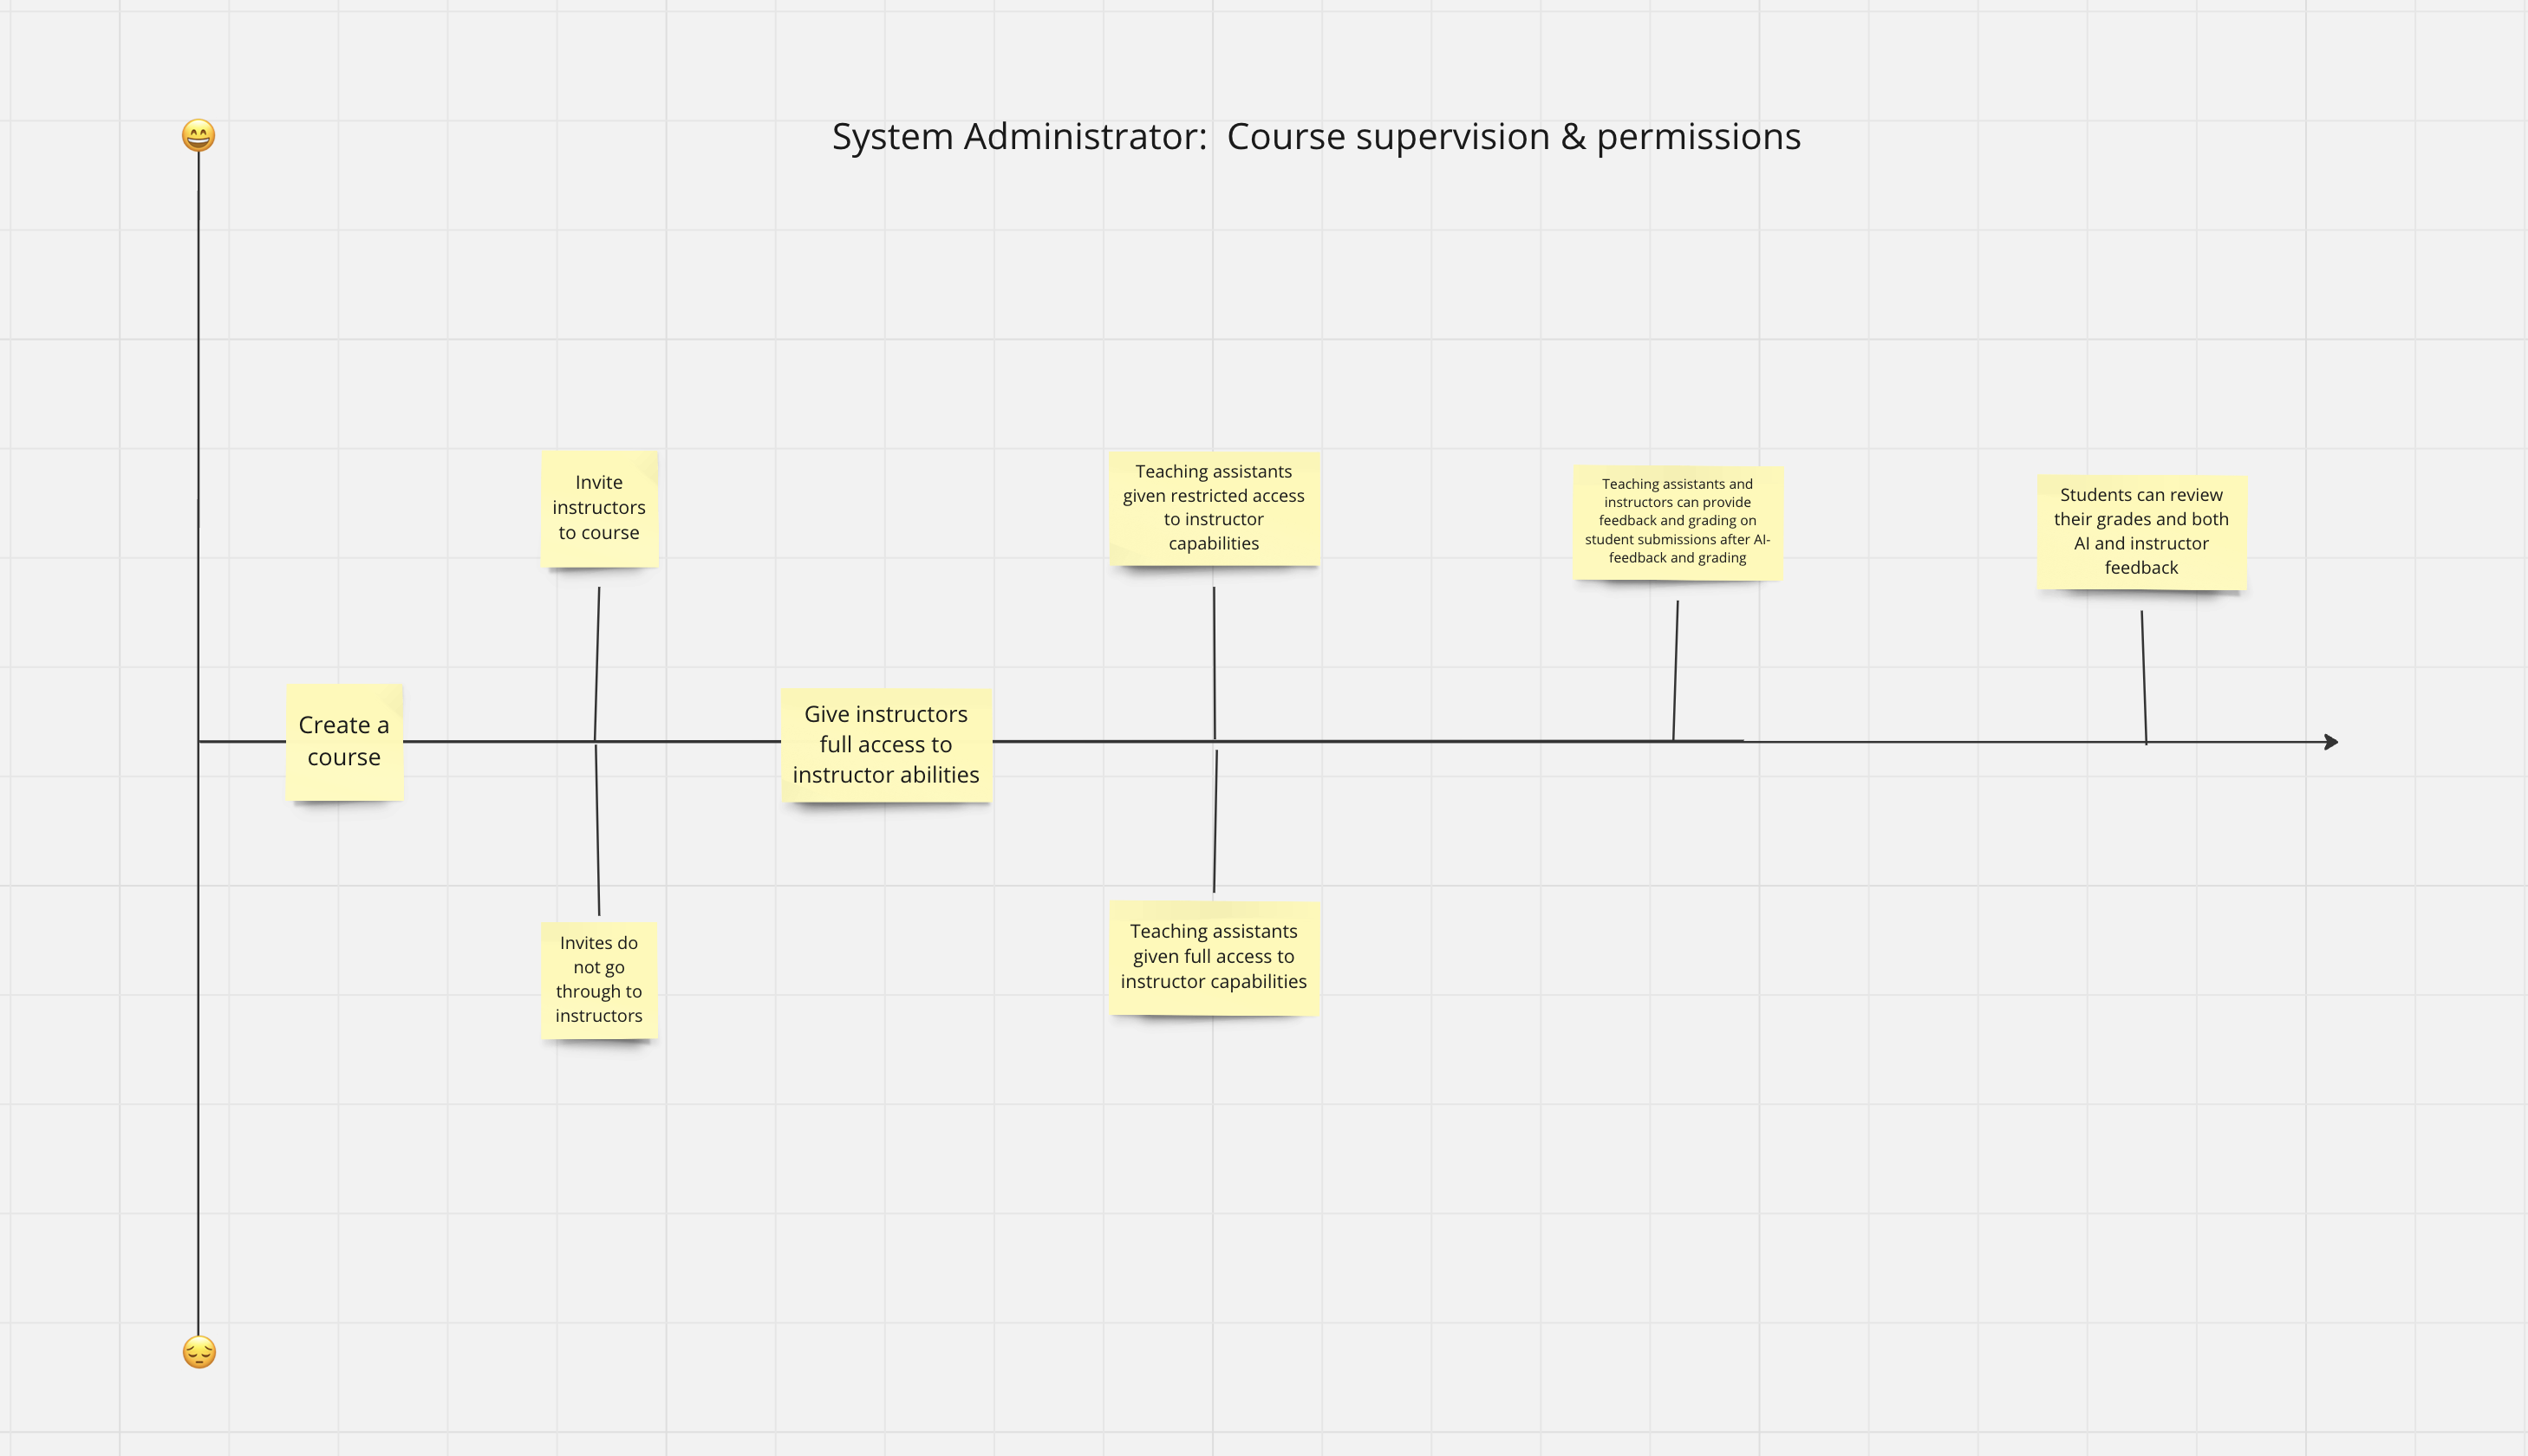 System Administrator:  Course supervision & permissions
Invite
instructors
to course
Teaching assistants
given restricted access
to instructor
capabilities
Teaching assistants and
instructors can provide
feedback and grading on
student submissions after AI-
feedback and grading
Students can review
their grades and both
AI and instructor
feedback
Create a
course
Give instructors
full access to
instructor abilities
Invites do
not go
through to
instructors
Teaching assistants
given full access to
instructor capabilities